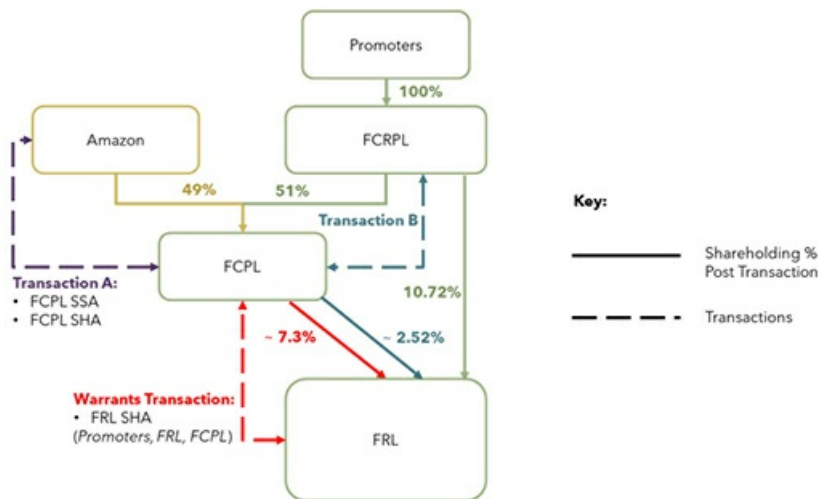 Promoters
100%
Amazon
FCRPL
49%
51%
Transaction B
Key:
FCPL
Shareholding %
Post Transaction
Transaction A:
• FCPL SSA
• FCPL SHA
10.72%
Transactions
~ 7.3%
~ 2.52%
Warrants Transaction:
• FRL SHA
(Promoters, FRL, FCPL)
FRL